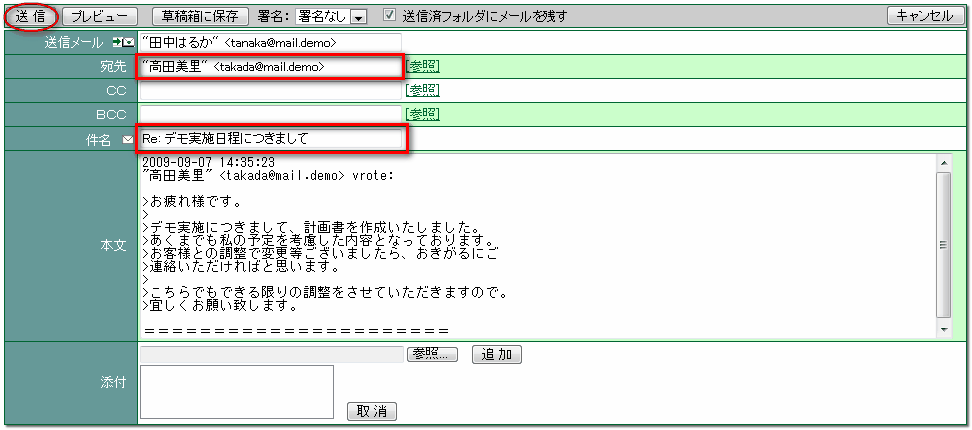 送信 プレビュー 草稿箱に保存 署名: 署名なし 送信済フォルダにメールを残す キャンセル
送信メール "田中はるか" <tanaka@mail.demo>
宛先 "高田美里" <takada@mail.demo> [参照]
CC [参照]
BCC [参照]
件名 Re: デモ実施日程につきまして
2009-09-07 14:35:23
"高田美里" <takada@mail.demo> vrote:
>お疲れ様です。
>
>デモ実施につきまして、計画書を作成いたしました。
>あくまでも私の予定を考慮した内容となっております。
本文
>お客様との調整で変更等ございましたら、おきがるにご
>連絡いただければと思います。
>
>こちらでもできる限りの調整をさせていただきますので。
>宜しくお願い致します。
======================
参照... 追加
添付
取消